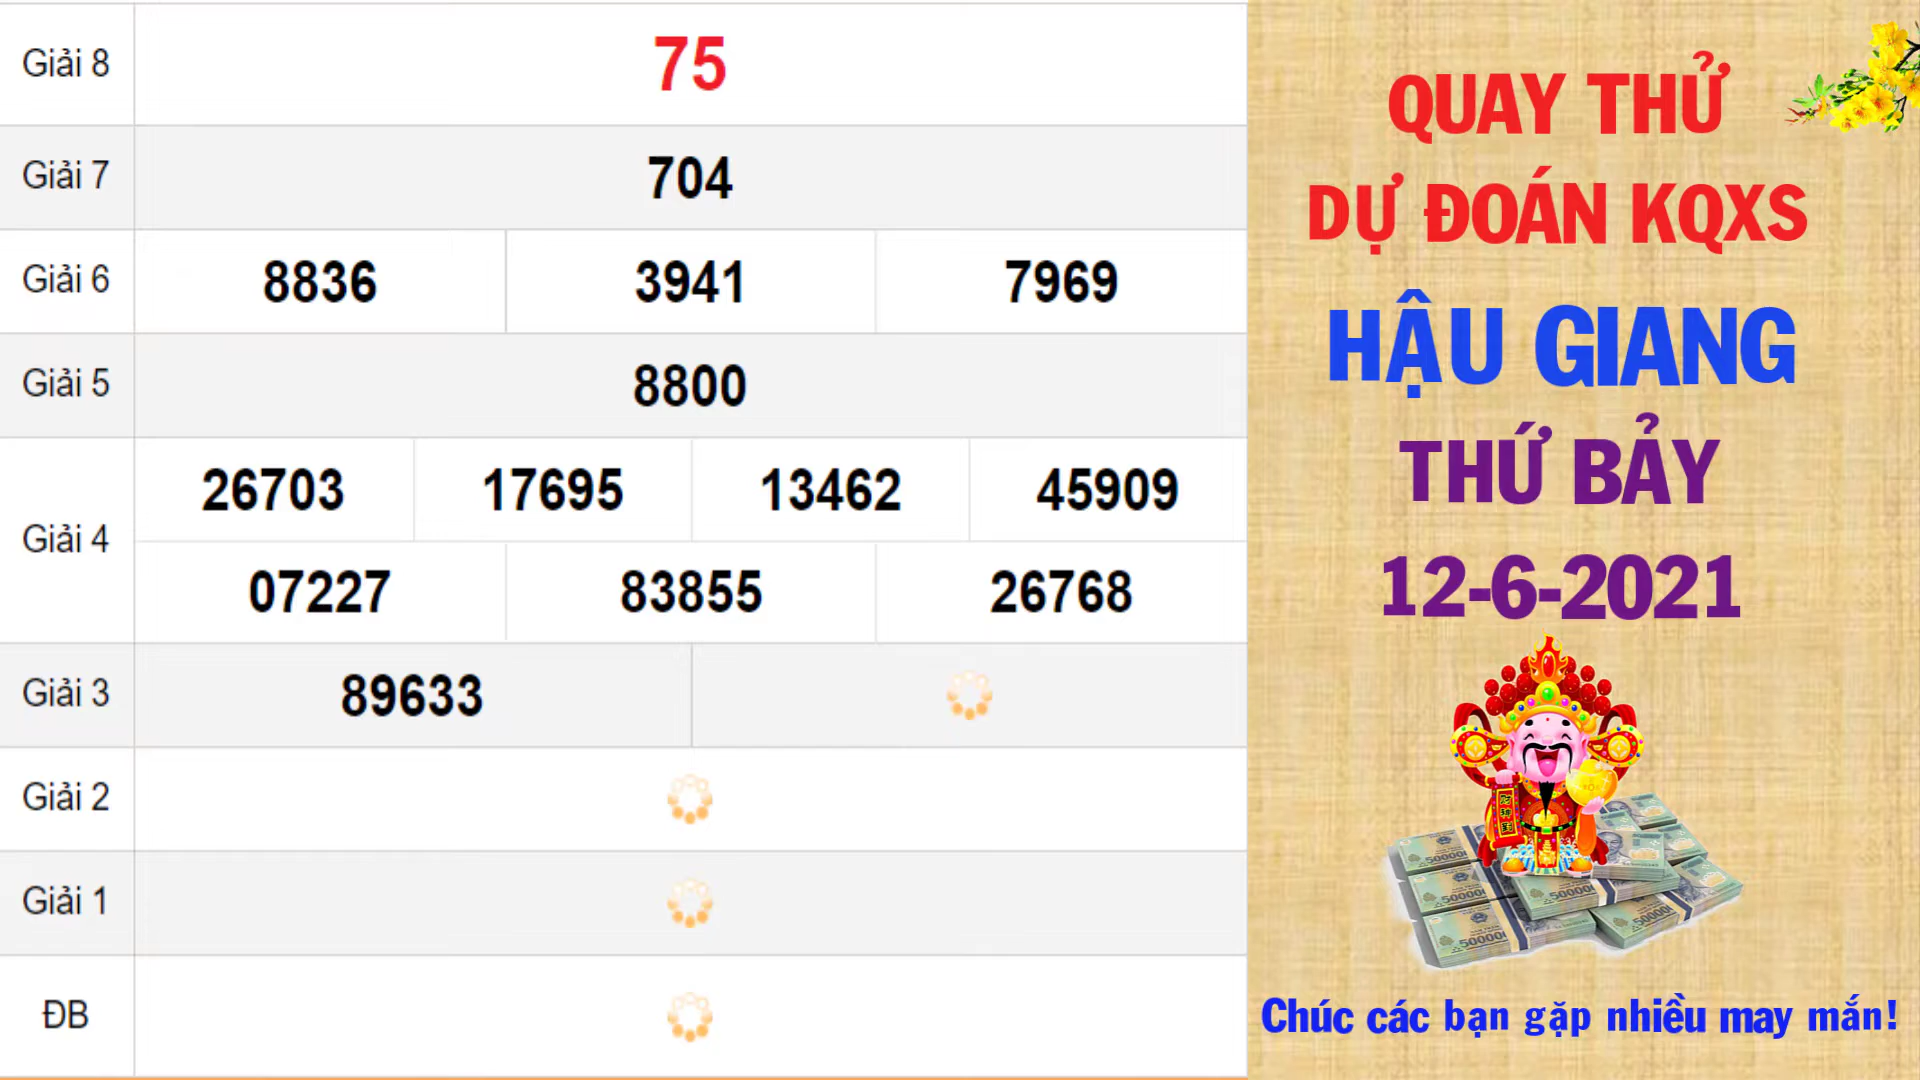 Giải 8
75
Giải 7
704
Giải 6
8836 3941 7969
Giải 5
8800
Giải 4
26703 17695 13462 45909
07227 83855 26768
Giải 3
89633
Giải 2
Giải 1
ĐB
QUAY THỬ
DỰ ĐOÁN KQXS
HẬU GIANG
THỨ BẢY
12-6-2021
Chúc các bạn gặp nhiều may mắn!